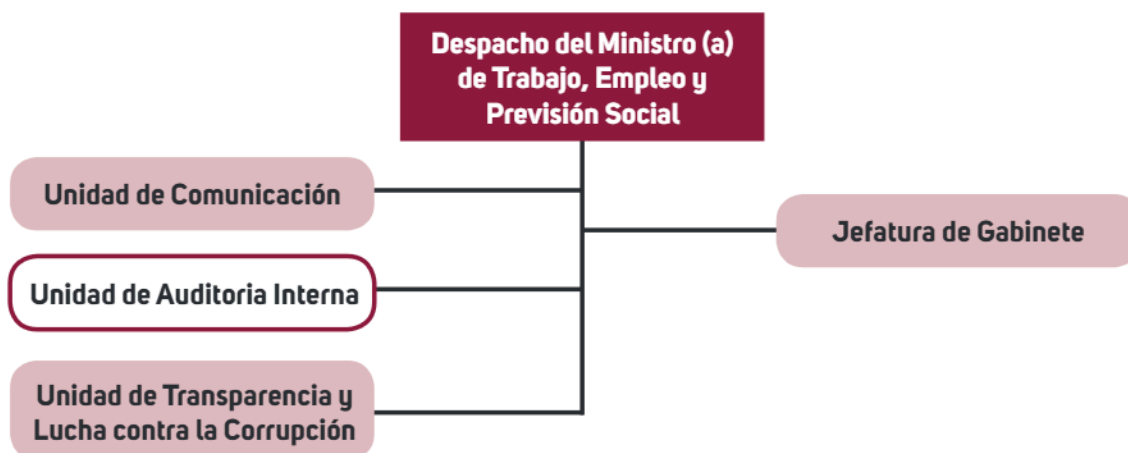 Despacho del Ministro (a)
de Trabajo, Empleo y
Previsión Social
Unidad de Comunicación
Jefatura de Gabinete
Unidad de Auditoria Interna
Unidad de Transparencia y
Lucha contra la Corrupción